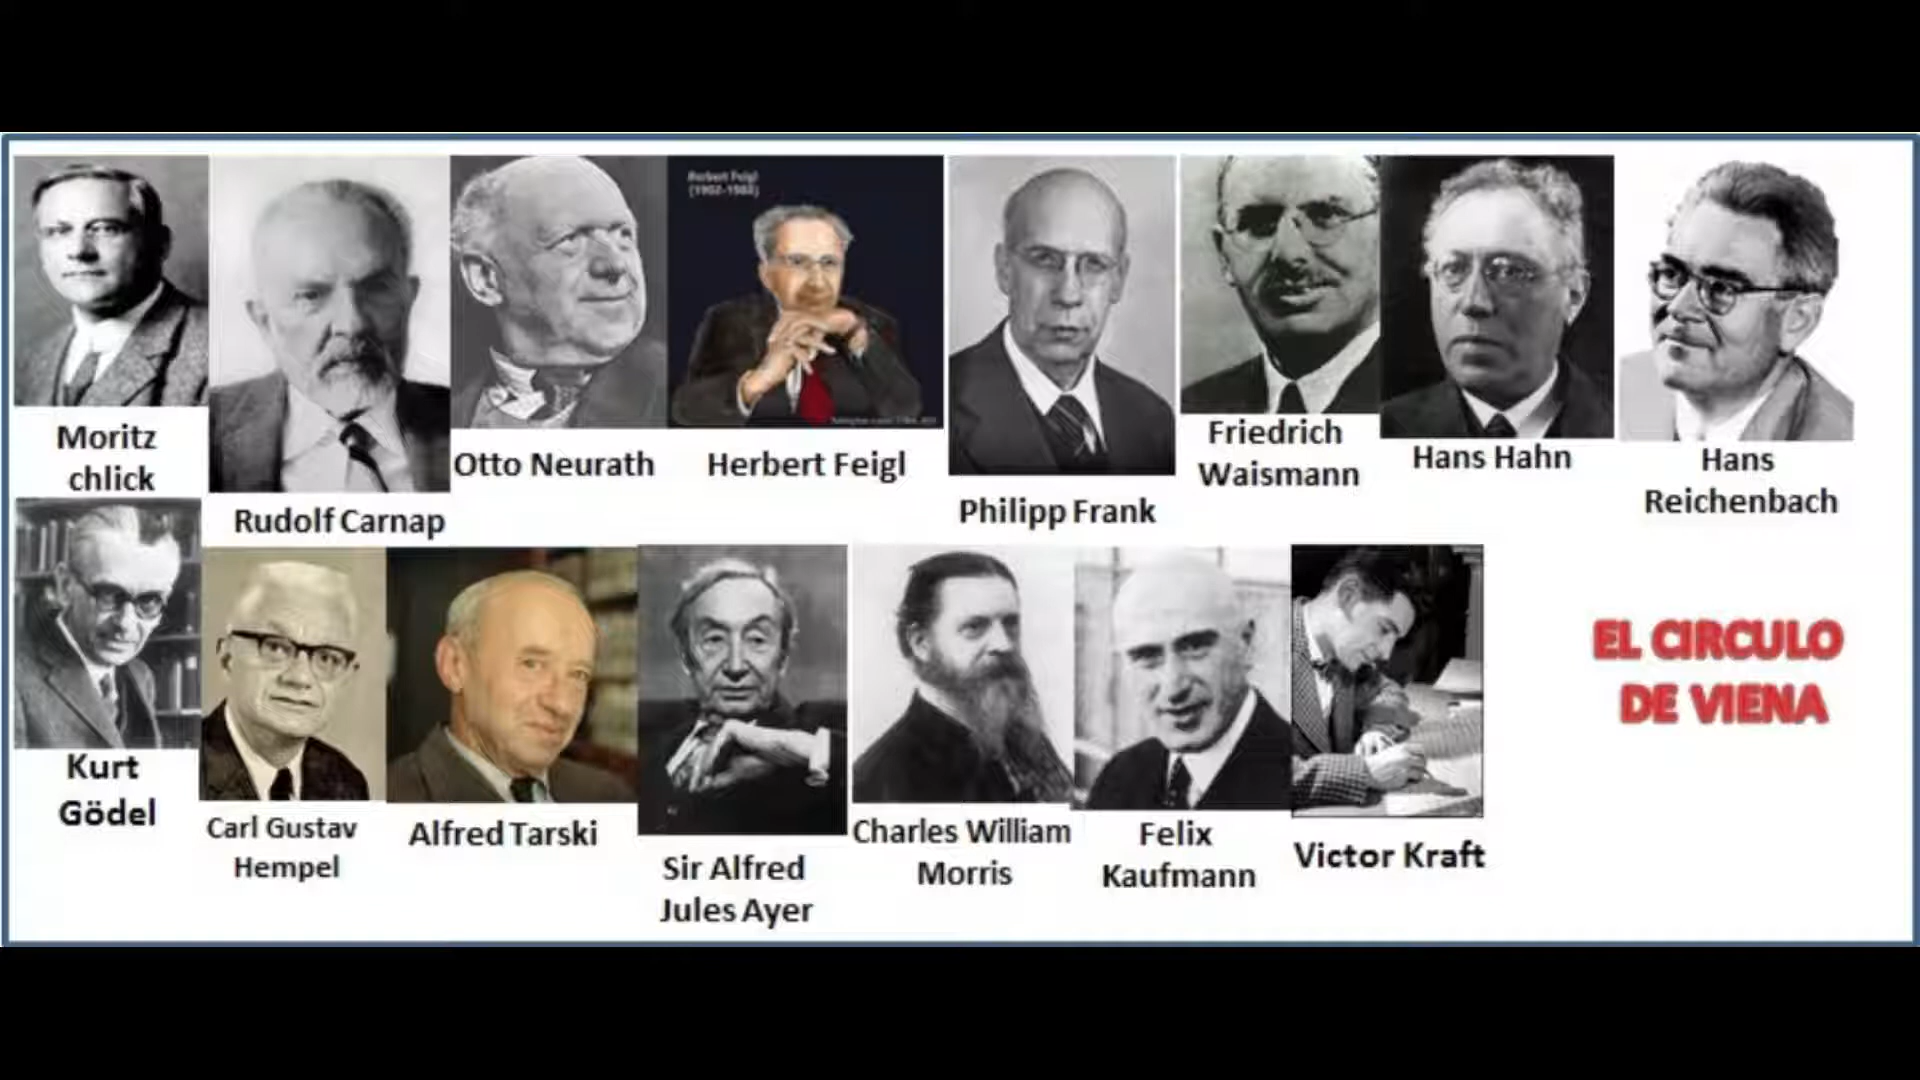 Herbert Feigl
Moritz
chlick
Rudolf Carnap
Otto Neurath
Herbert Feigl
Philipp Frank
Friedrich
Waismann
Hans Hahn
Hans
Reichenbach
Kurt
Gödel
Carl Gustav
Hempel
Alfred Tarski
Sir Alfred
Jules Ayer
Charles William
Morris
Felix
Kaufmann
Victor Kraft
EL CIRCULO
DE VIENA